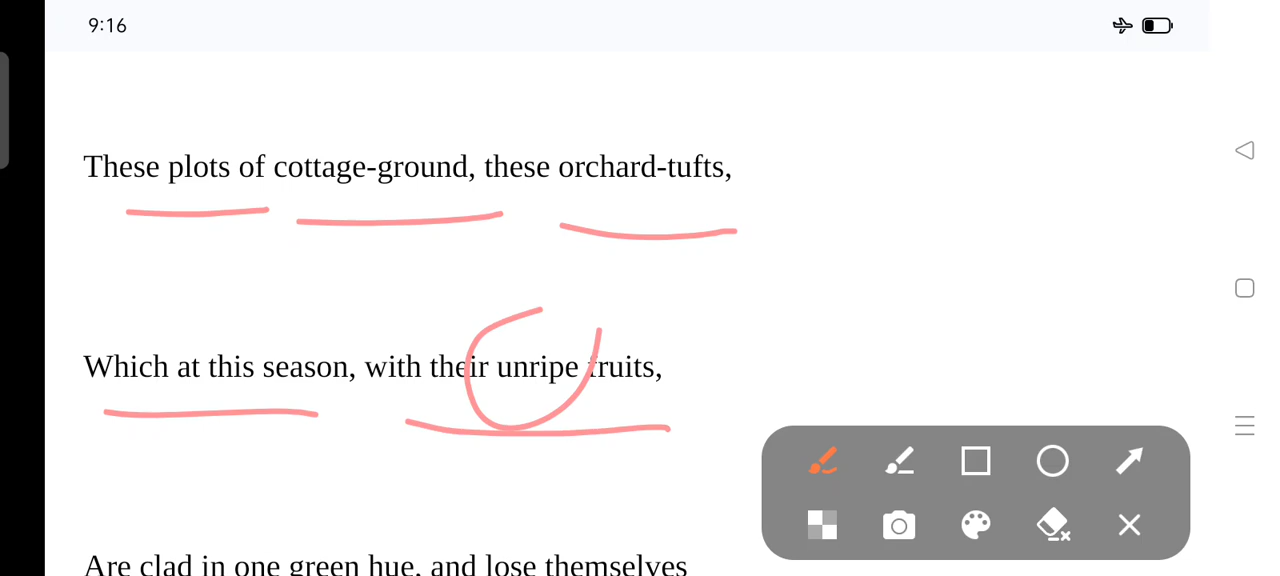 9:16
These plots of cottage-ground, these orchard-tufts,
Which at this season, with their unripe fruits,
Are clad in one green hue, and lose themselves